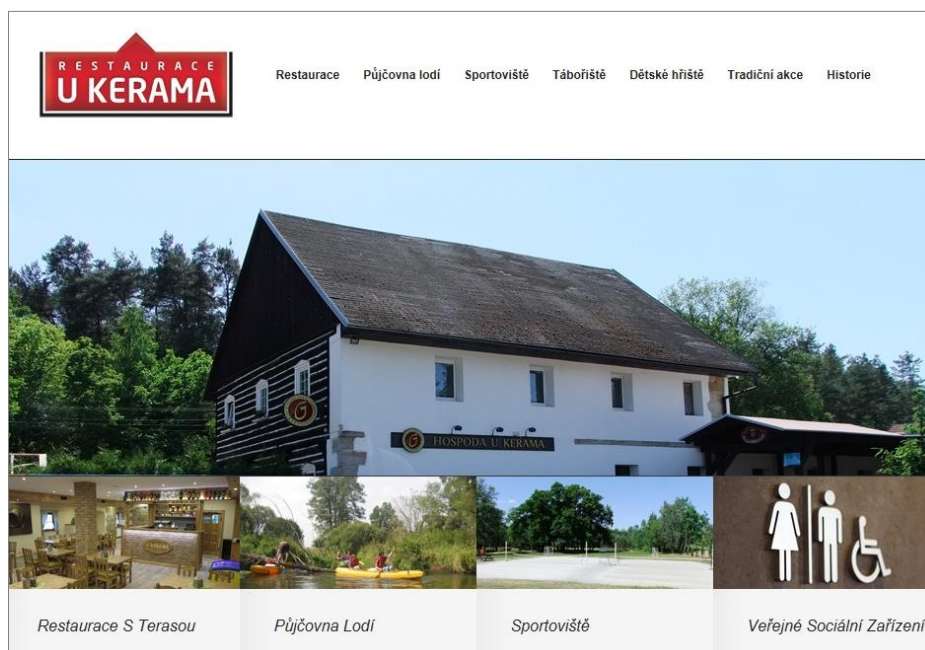 RESTAURACE
U KERAMA
Restaurace Půjčovna lodí Sportoviště Tábořiště Dětské hřiště Tradiční akce Historie
HOSPODA U KERAMA
U KERAMA
Restaurace S Terasou
Půjčovna Lodí
Sportoviště
Veřejné Sociální Zařízení